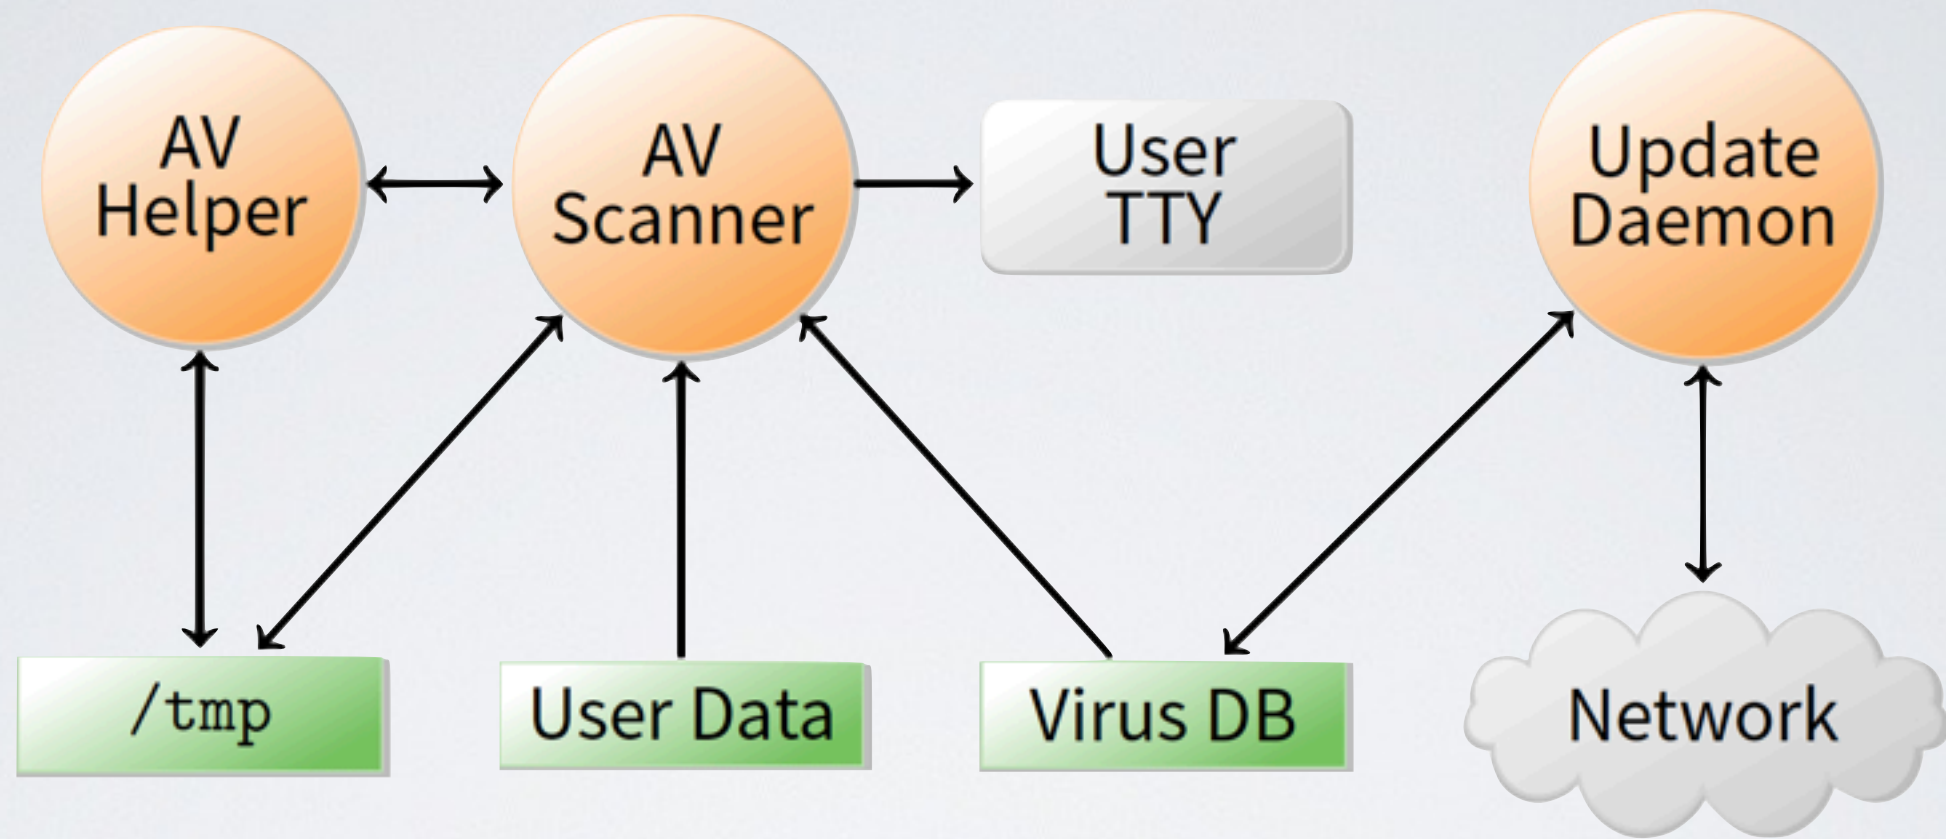 AV
Helper
AV
Scanner
User
TTY
Update
Daemon
/tmp
User Data
Virus DB
Network